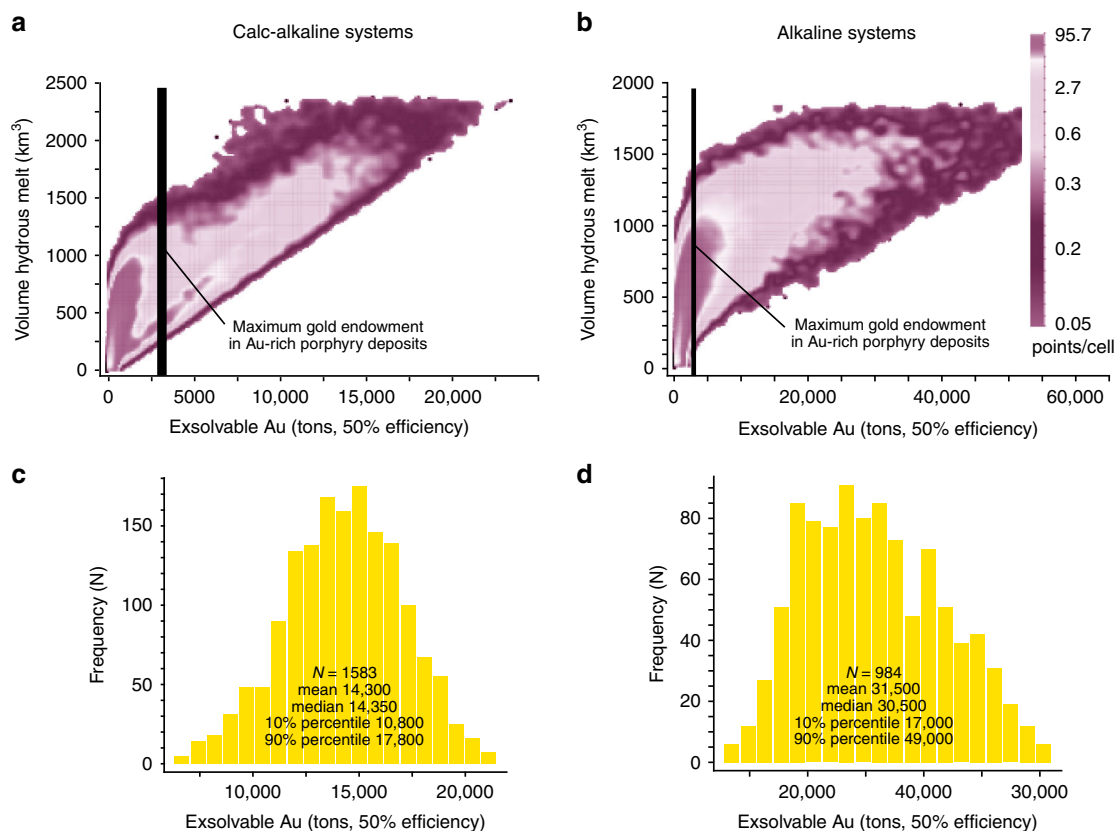 a
Calc-alkaline systems
Volume hydrous melt (km³)
2500
2000
1500
1000
500
0
Maximum gold endowment
in Au-rich porphyry deposits
0
5000
10,000
15,000
20,000
Exsolvable Au (tons, 50% efficiency)
b
Alkaline systems
Volume hydrous melt (km³)
2000
1500
1000
500
0
Maximum gold endowment
in Au-rich porphyry deposits
0
20,000
40,000
60,000
Exsolvable Au (tons, 50% efficiency)
95.7
2.7
0.6
0.3
0.2
0.05
points/cell
c
Frequency (N)
150
100
50
0
N = 1583
mean 14,300
median 14,350
10% percentile 10,800
90% percentile 17,800
10,000
15,000
20,000
Exsolvable Au (tons, 50% efficiency)
d
Frequency (N)
80
60
40
20
0
N = 984
mean 31,500
median 30,500
10% percentile 17,000
90% percentile 49,000
20,000
40,000
30,000
Exsolvable Au (tons, 50% efficiency)